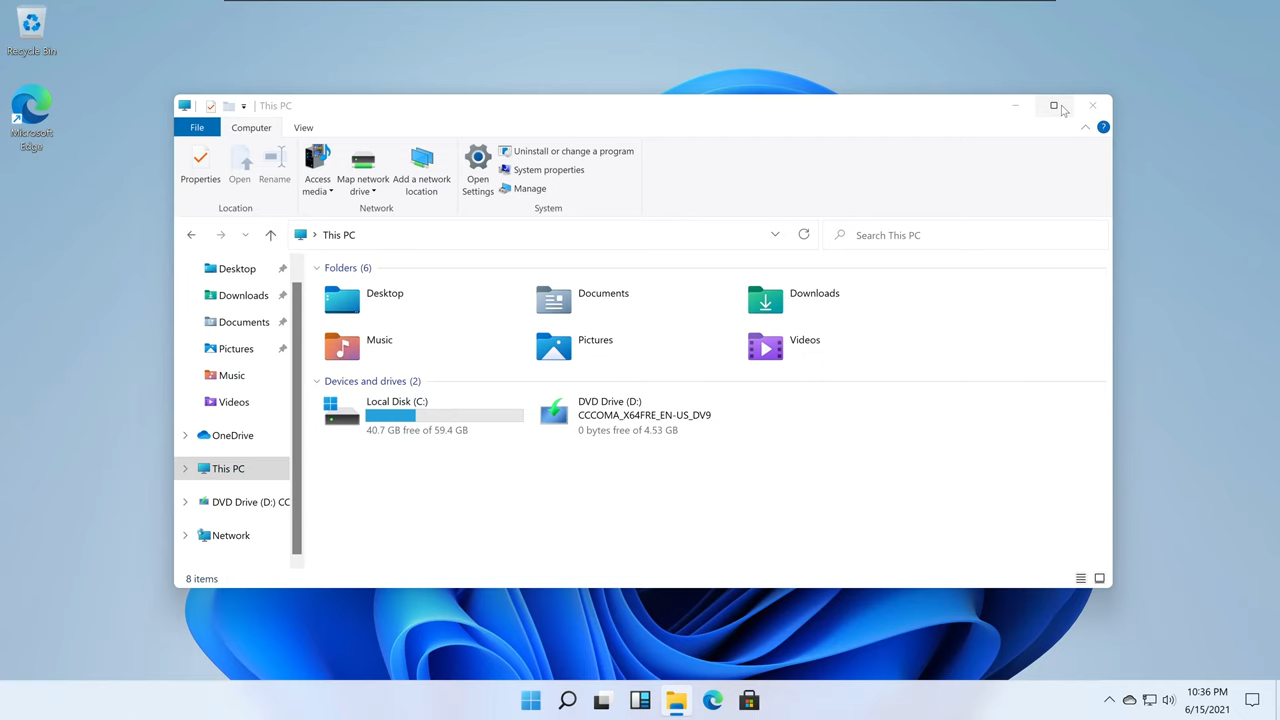 Recycle Bin
Microsoft
Edge
This PC
File
Computer
View
Properties
Open
Rename
Location
Access
media
Map network
drive
Add a network
location
Network
Open
Settings
Uninstall or change a program
System properties
Manage
System
This PC
Search This PC
Desktop
Downloads
Documents
Pictures
Music
Videos
OneDrive
This PC
DVD Drive (D:) CC
Network
Folders (6)
Desktop
Documents
Downloads
Music
Pictures
Videos
Devices and drives (2)
Local Disk (C:)
40.7 GB free of 59.4 GB
DVD Drive (D:)
CCCOMA_X64FRE_EN-US_DV9
0 bytes free of 4.53 GB
8 items
10:36 PM
6/15/2021